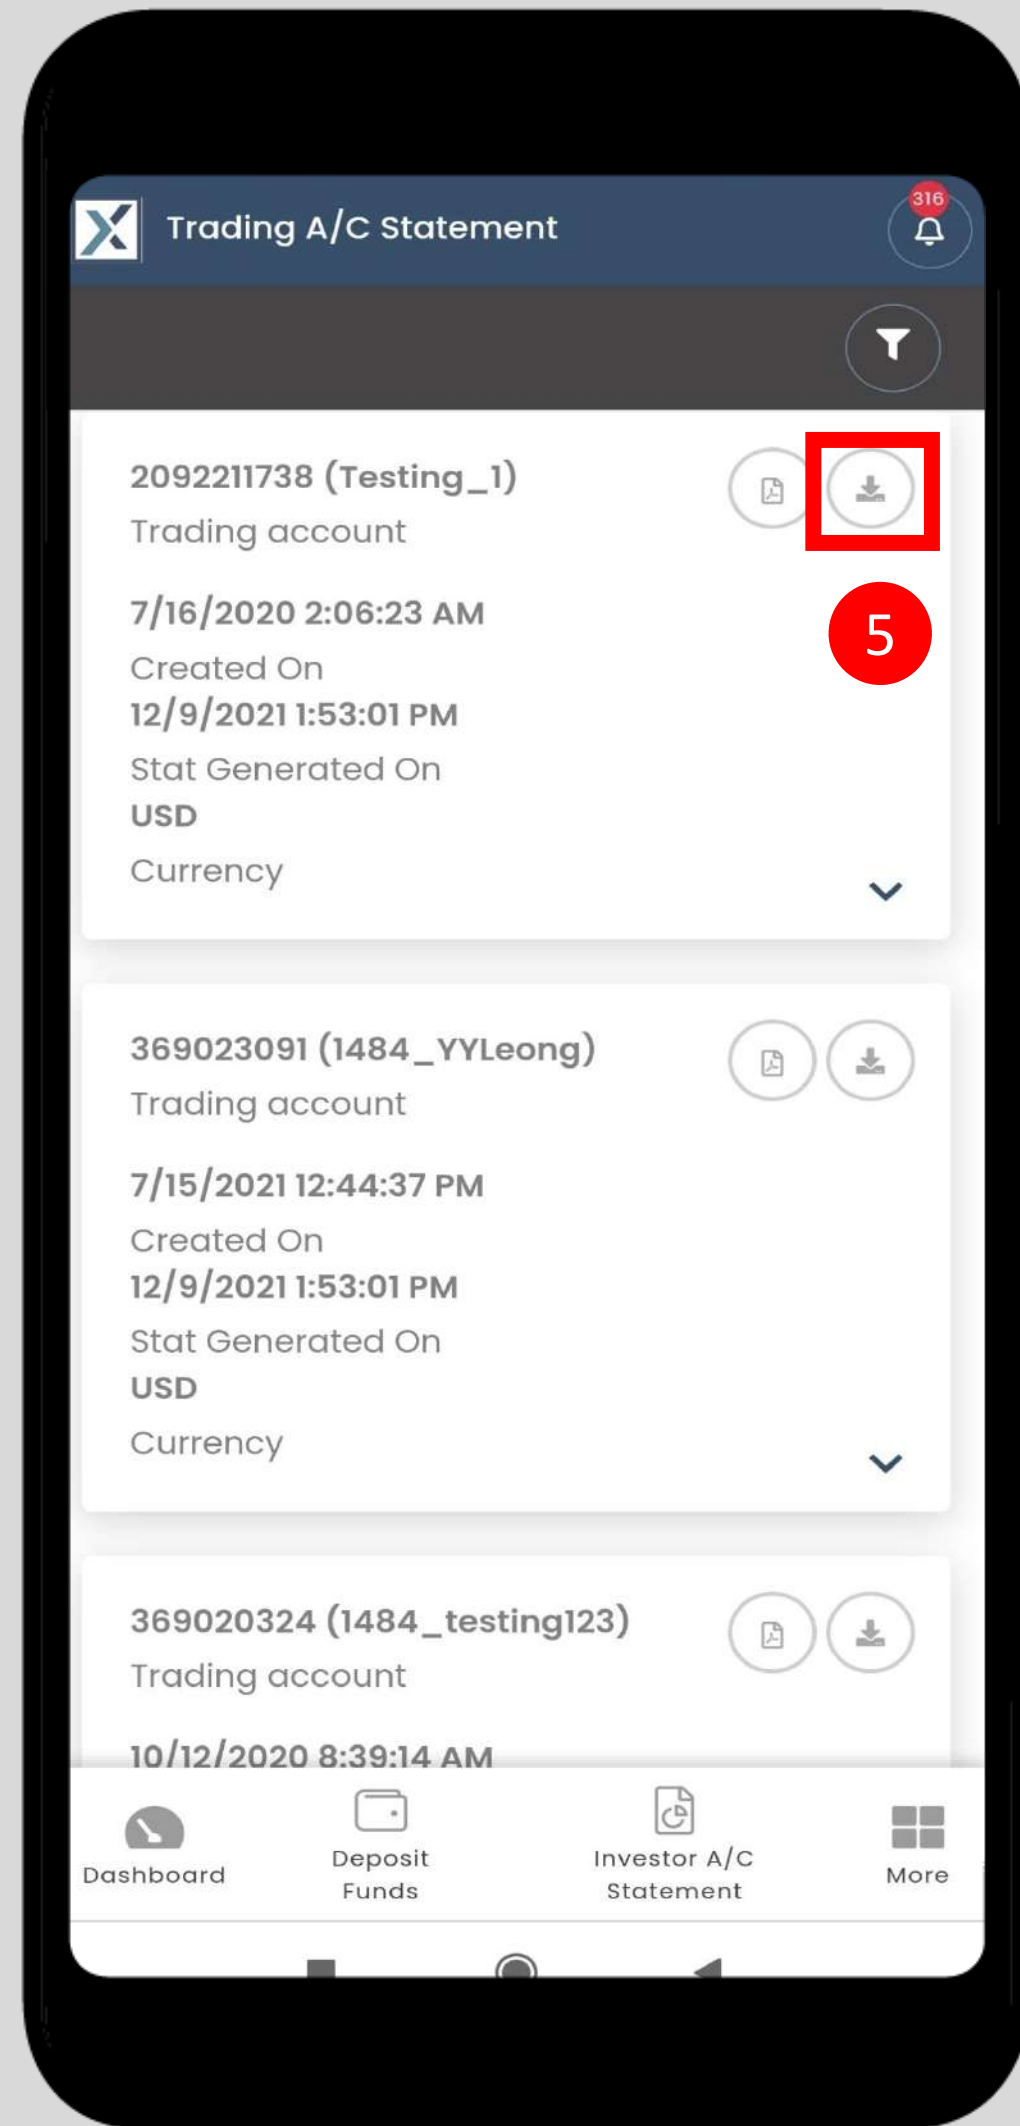 Trading A/C Statement
316
2092211738 (Testing_1)
Trading account
7/16/2020 2:06:23 AM
Created On
12/9/2021 1:53:01 PM
Stat Generated On
USD
Currency
5
369023091 (1484_YYLeong)
Trading account
7/15/2021 12:44:37 PM
Created On
12/9/2021 1:53:01 PM
Stat Generated On
USD
Currency
369020324 (1484_testing123)
Trading account
10/12/2020 8:39:14 AM
Dashboard
Deposit
Funds
Investor A/C
Statement
More